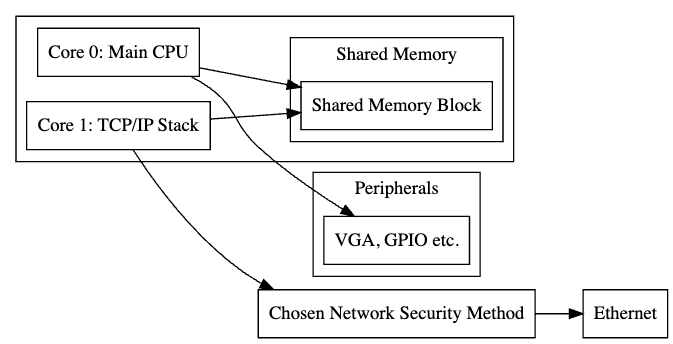 Core 0: Main CPU
Shared Memory
Shared Memory Block
Core 1: TCP/IP Stack
Peripherals
VGA, GPIO etc.
Chosen Network Security Method
Ethernet